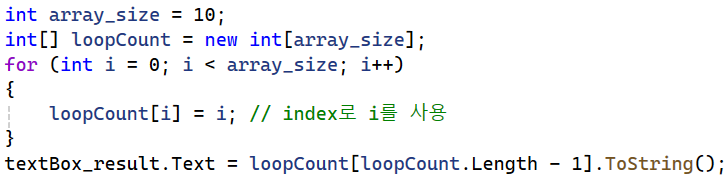 int array_size = 10;
int[] loopCount = new int[array_size];
for (int i = 0; i < array_size; i++)
{
    loopCount[i] = i; // index로 i를 사용
}
textBox_result.Text = loopCount[loopCount.Length - 1].ToString();